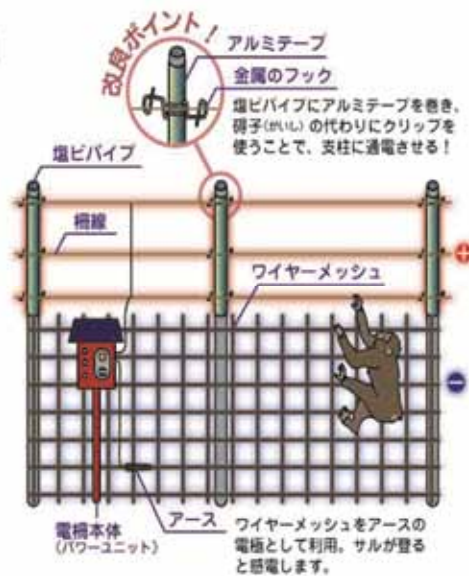 改良ポイント!
アルミテープ
金属のフック
塩ビパイプにアルミテープを巻き、
碍子(がいし)の代わりにクリップを
使うことで、支柱に通電させる!
塩ビパイプ
柵線
ワイヤーメッシュ
+
−
アース
電柵本体
(パワーユニット)
ワイヤーメッシュをアースの
電極として利用。サルが登る
と感電します。